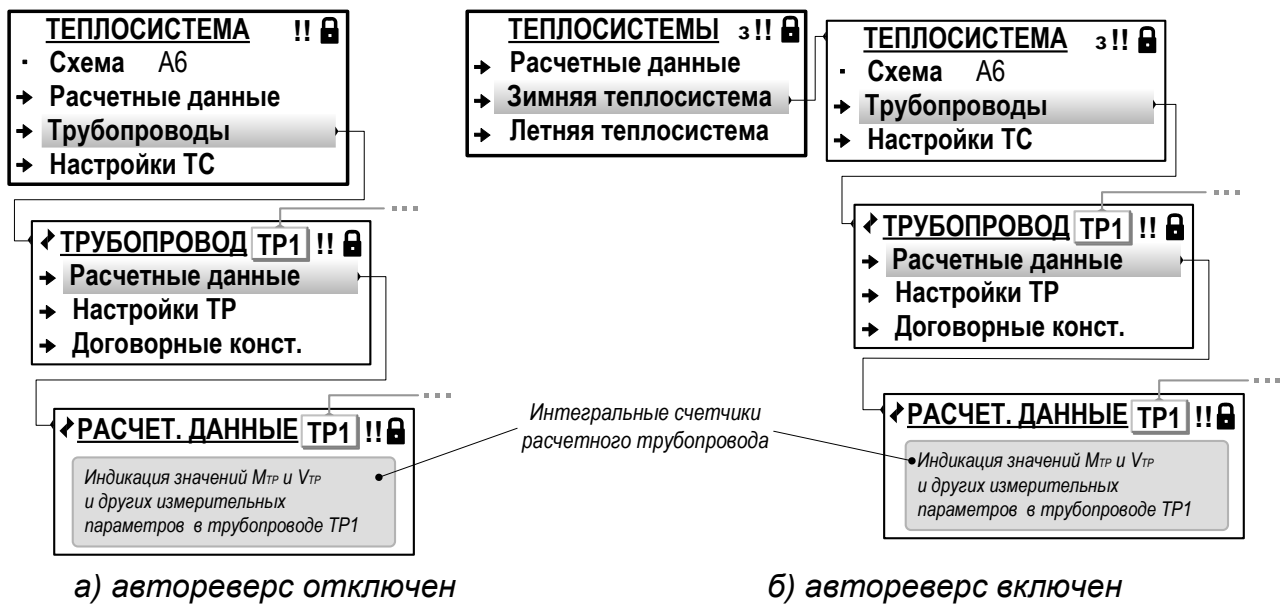 ТЕПЛОСИСТЕМА !!
· Схема А6
→ Расчетные данные
→ Трубопроводы
→ Настройки ТС
ТРУБОПРОВОД ТР1 !!
→ Расчетные данные
→ Настройки ТР
→ Договорные конст.
РАСЧЕТ. ДАННЫЕ ТР1 !!
Индикация значений Мтр и Vтр
и других измерительных
параметров в трубопроводе ТР1
а) автореверс отключен
Интегральные счетчики
расчетного трубопровода
ТЕПЛОСИСТЕМЫ з !!
→ Расчетные данные
→ Зимняя теплосистема
→ Летняя теплосистема
ТЕПЛОСИСТЕМА з !!
· Схема А6
→ Трубопроводы
→ Настройки ТС
ТРУБОПРОВОД ТР1 !!
→ Расчетные данные
→ Настройки ТР
→ Договорные конст.
РАСЧЕТ. ДАННЫЕ ТР1 !!
Индикация значений Мтр и Vтр
и других измерительных
параметров в трубопроводе ТР1
б) автореверс включен